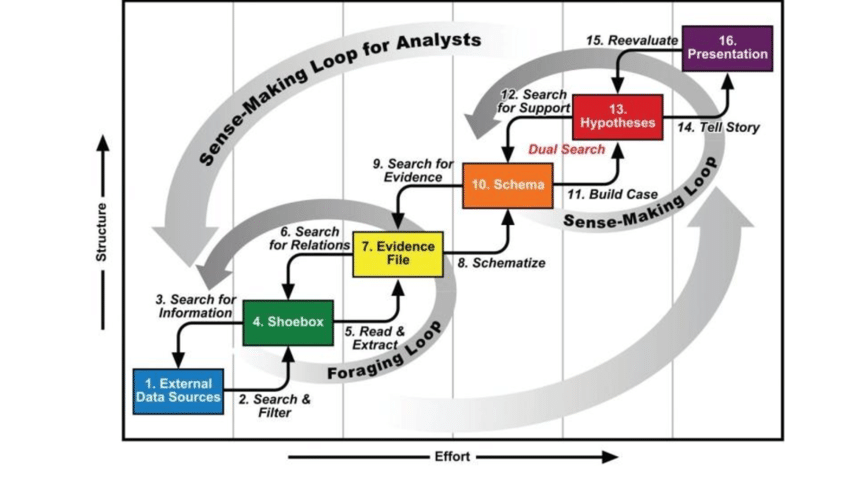 Sense-Making Loop for Analysts
15. Reevaluate
16.
Presentation
12. Search
for Support
13.
Hypotheses
14. Tell Story
Dual Search
9. Search for
Evidence
10. Schema
11. Build Case
Sense-Making Loop
6. Search
for Relations
7. Evidence
File
8. Schematize
3. Search for
Information
4. Shoebox
5. Read &
Extract
Foraging Loop
1. External
Data Sources
2. Search &
Filter
Structure
Effort